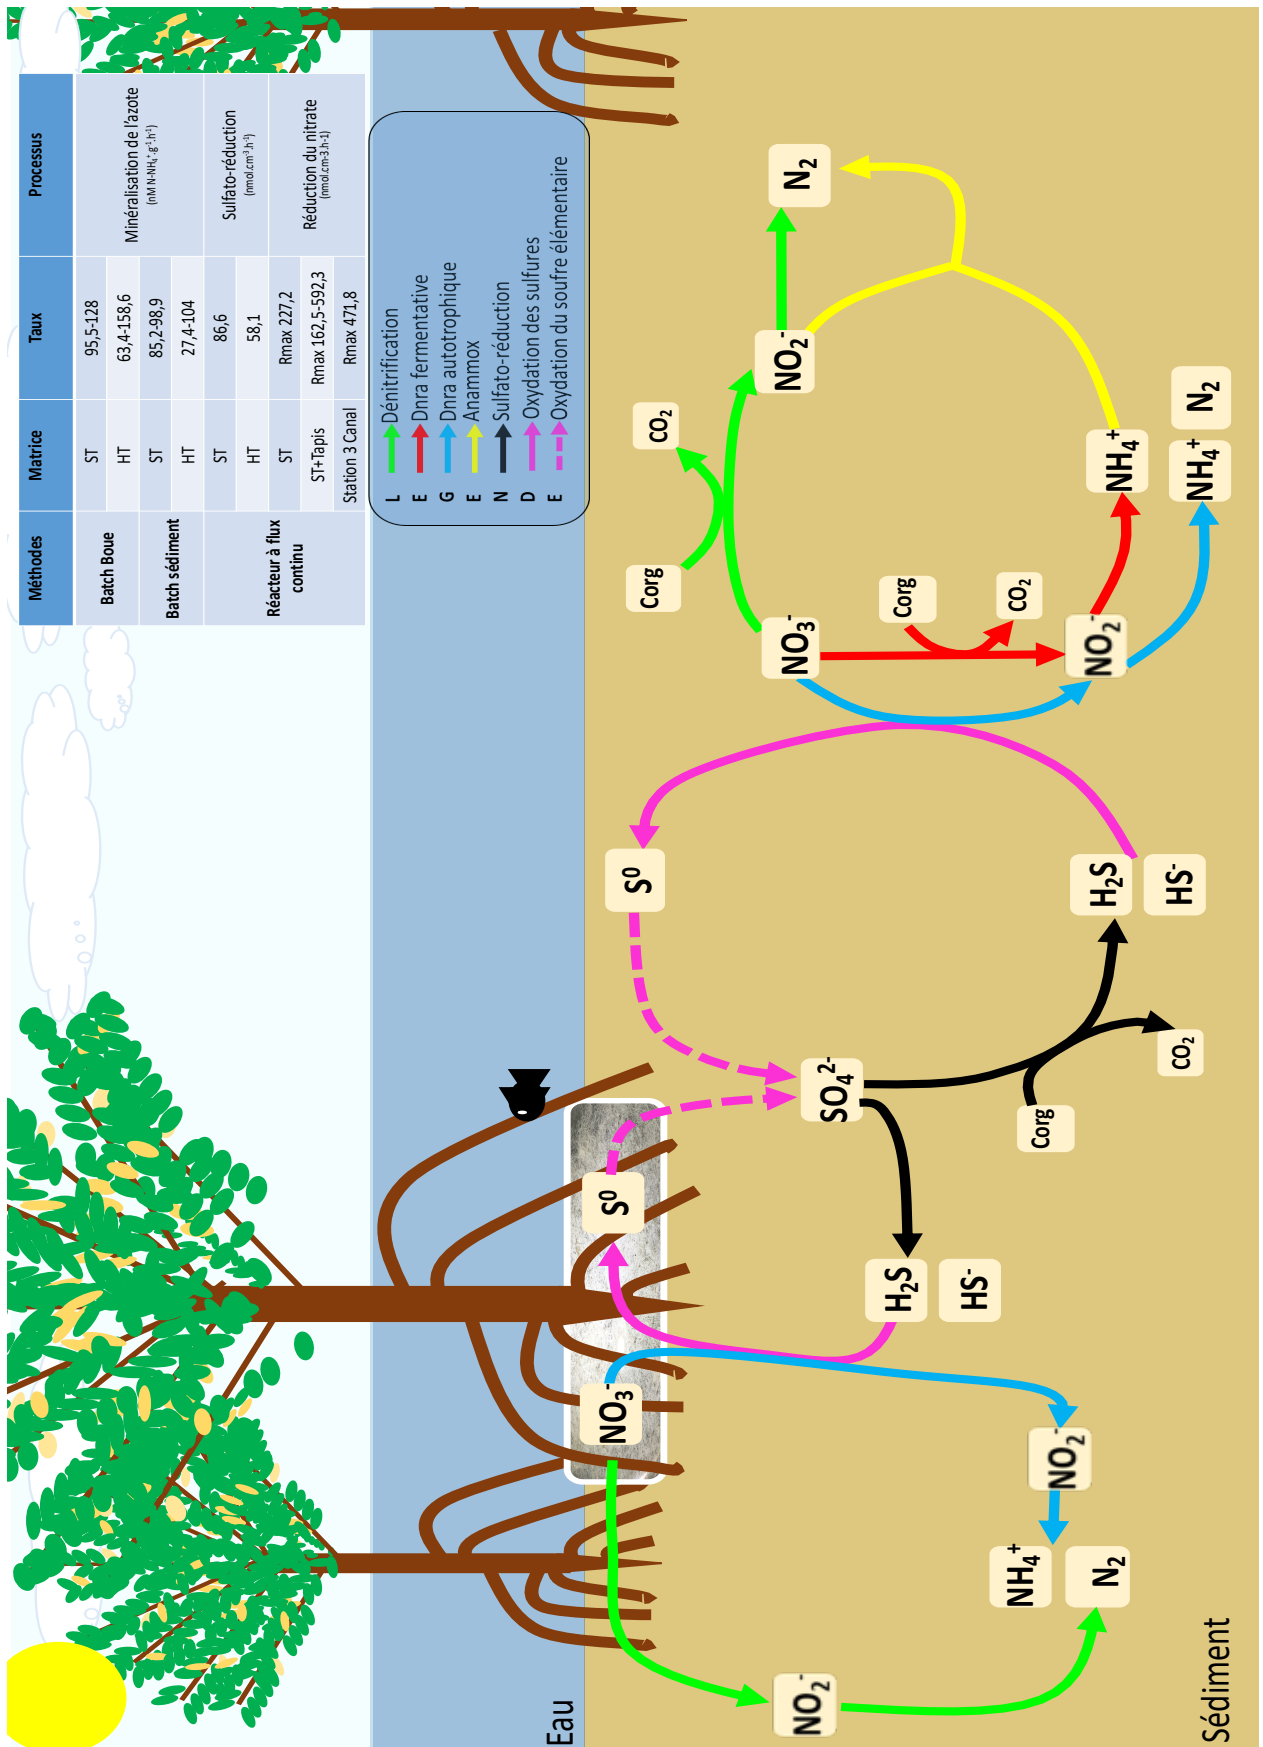 Méthodes Matrice Taux Processus
Batch Boue ST 95,5-128 Minéralisation de l'azote
(nM N-NH₄⁺.g⁻¹.h⁻¹)
HT 63,4-158,6
Batch sédiment ST 85,2-98,9
HT 27,4-104
Réacteur à flux
continu
ST 86,6 Sulfato-réduction
(nmol.cm⁻³.h⁻¹)
HT 58,1
ST Rmax 227,2 Réduction du nitrate
(nmol.cm-3.h-1)
ST+Tapis Rmax 162,5-592,3
Station 3 Canal Rmax 471,8
L Dénitrification
E Dnra fermentative
G Dnra autotrophique
E Anammox
N Sulfato-réduction
D Oxydation des sulfures
E Oxydation du soufre élémentaire
Eau
NO₃⁻
S⁰
S⁰
Corg
CO₂
NO₂⁻
SO₄²⁻
NO₃⁻
NO₂⁻
N₂
H₂S
HS⁻
Corg
CO₂
NH₄⁺
N₂
NO₂⁻
Corg
CO₂
H₂S
HS⁻
NO₂⁻
NH₄⁺
NH₄⁺
N₂
Sédiment